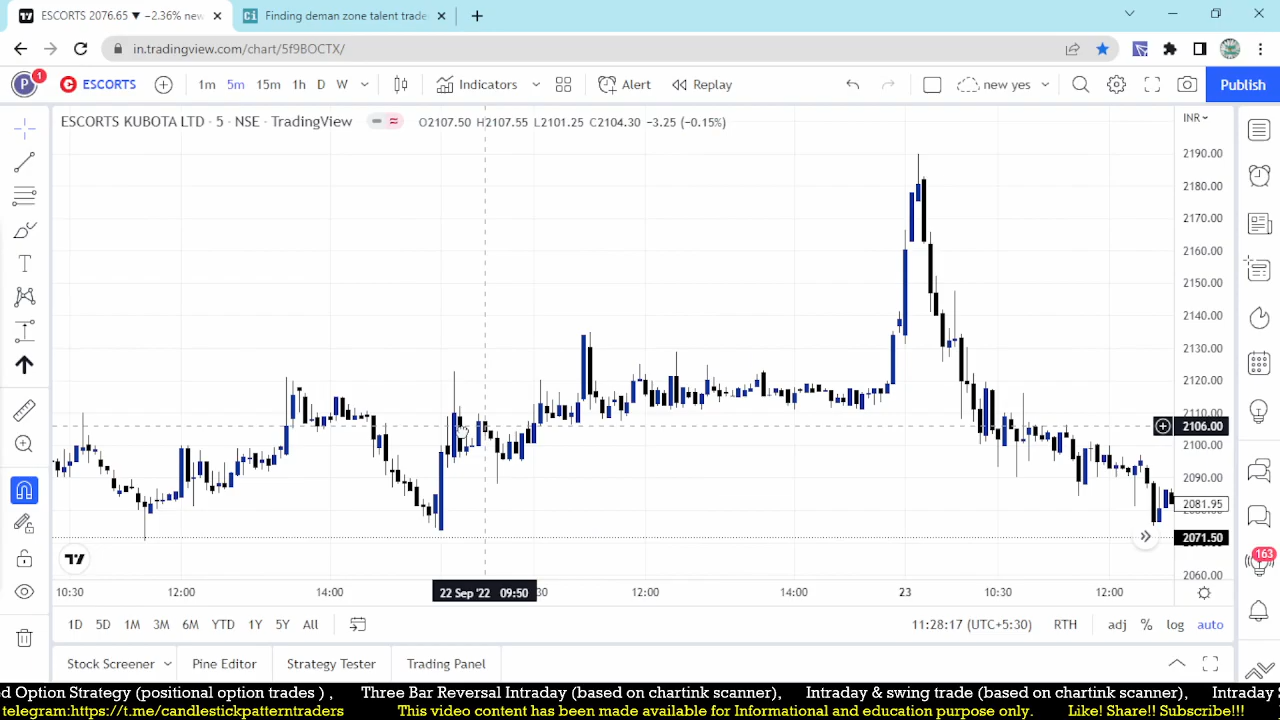 ESCORTS 2076.65 ▼ −2.36% new
Finding deman zone talent trade
in.tradingview.com/chart/5f9BOCTX/
P 1 ESCORTS 1m 5m 15m 1h D W Indicators Alert Replay new yes Publish
ESCORTS KUBOTA LTD · 5 · NSE · TradingView O2107.50 H2107.55 L2101.25 C2104.30 −3.25 (−0.15%)
INR
2190.00
2180.00
2170.00
2160.00
2150.00
2140.00
2130.00
2120.00
2110.00
2106.00
2100.00
2090.00
2081.95
2071.50
2060.00
163
10:30 12:00 14:00 22 Sep '22 09:50 :30 12:00 14:00 23 10:30 12:00
1D 5D 1M 3M 6M YTD 1Y 5Y All 11:28:17 (UTC+5:30) RTH adj % log auto
Stock Screener Pine Editor Strategy Tester Trading Panel
ed Option Strategy (positional option trades ) , Three Bar Reversal Intraday (based on chartink scanner), Intraday & swing trade (based on chartink scanner), Intraday S
telegram:https://t.me/candlestickpatterntraders This video content has been made available for Informational and education purpose only. Like! Share!! Subscribe!!!